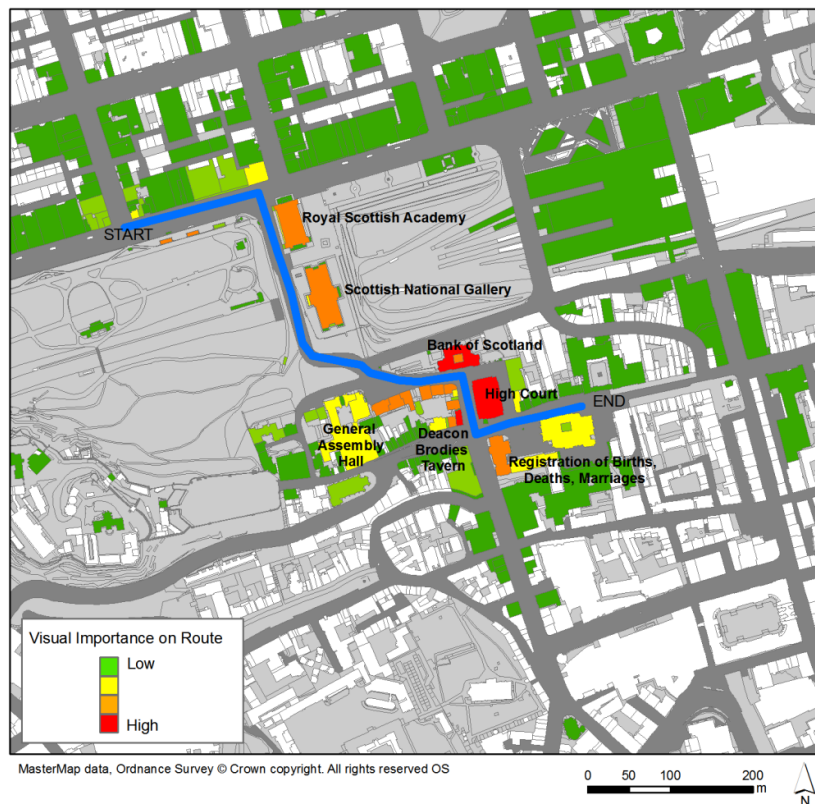 START
Royal Scottish Academy
Scottish National Gallery
Bank of Scotland
High Court
END
General
Assembly
Hall
Deacon
Brodies
Tavern
Registration of Births,
Deaths, Marriages
Visual Importance on Route
Low
High
MasterMap data, Ordnance Survey © Crown copyright. All rights reserved OS
0 50 100 200
m
N